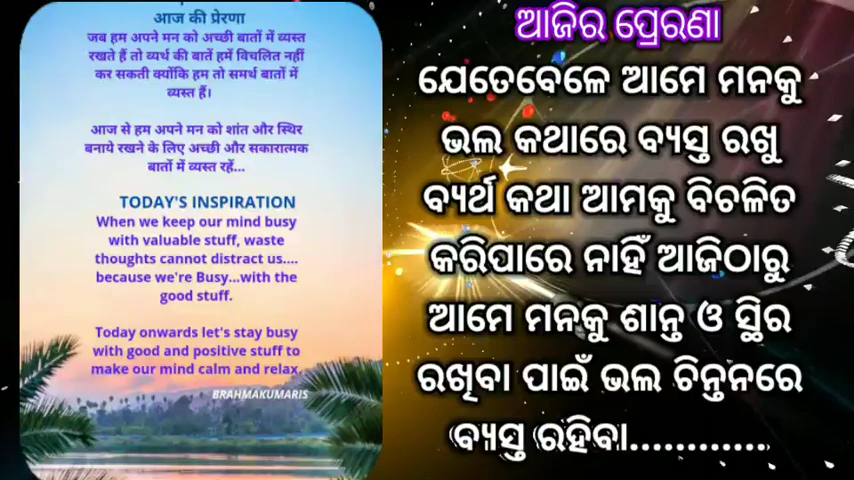 आज की प्रेरणा
जब हम अपने मन को अच्छी बातों में व्यस्त
रखते हैं तो व्यर्थ की बातें हमें विचलित नहीं
कर सकती क्योंकि हम तो समर्थ बातों में
व्यस्त हैं।
आज से हम अपने मन को शांत और स्थिर
बनाये रखने के लिए अच्छी और सकारात्मक
बातों में व्यस्त रहें...
TODAY'S INSPIRATION
When we keep our mind busy
with valuable stuff, waste
thoughts cannot distract us....
because we're Busy...with the
good stuff.
Today onwards let's stay busy
with good and positive stuff to
make our mind calm and relax.
BRAHMAKUMARIS
ଆଜିର ପ୍ରେରଣା
ଯେତେବେଳେ ଆମେ ମନକୁ
ଭଲ କଥାରେ ବ୍ୟସ୍ତ ରଖୁ
ବ୍ୟର୍ଥ କଥା ଆମକୁ ବିଚଳିତ
କରିପାରେ ନାହିଁ ଆଜିଠାରୁ
ଆମେ ମନକୁ ଶାନ୍ତ ଓ ସ୍ଥିର
ରଖିବା ପାଇଁ ଭଲ ଚିନ୍ତନରେ
ବ୍ୟସ୍ତ ରହିବା............